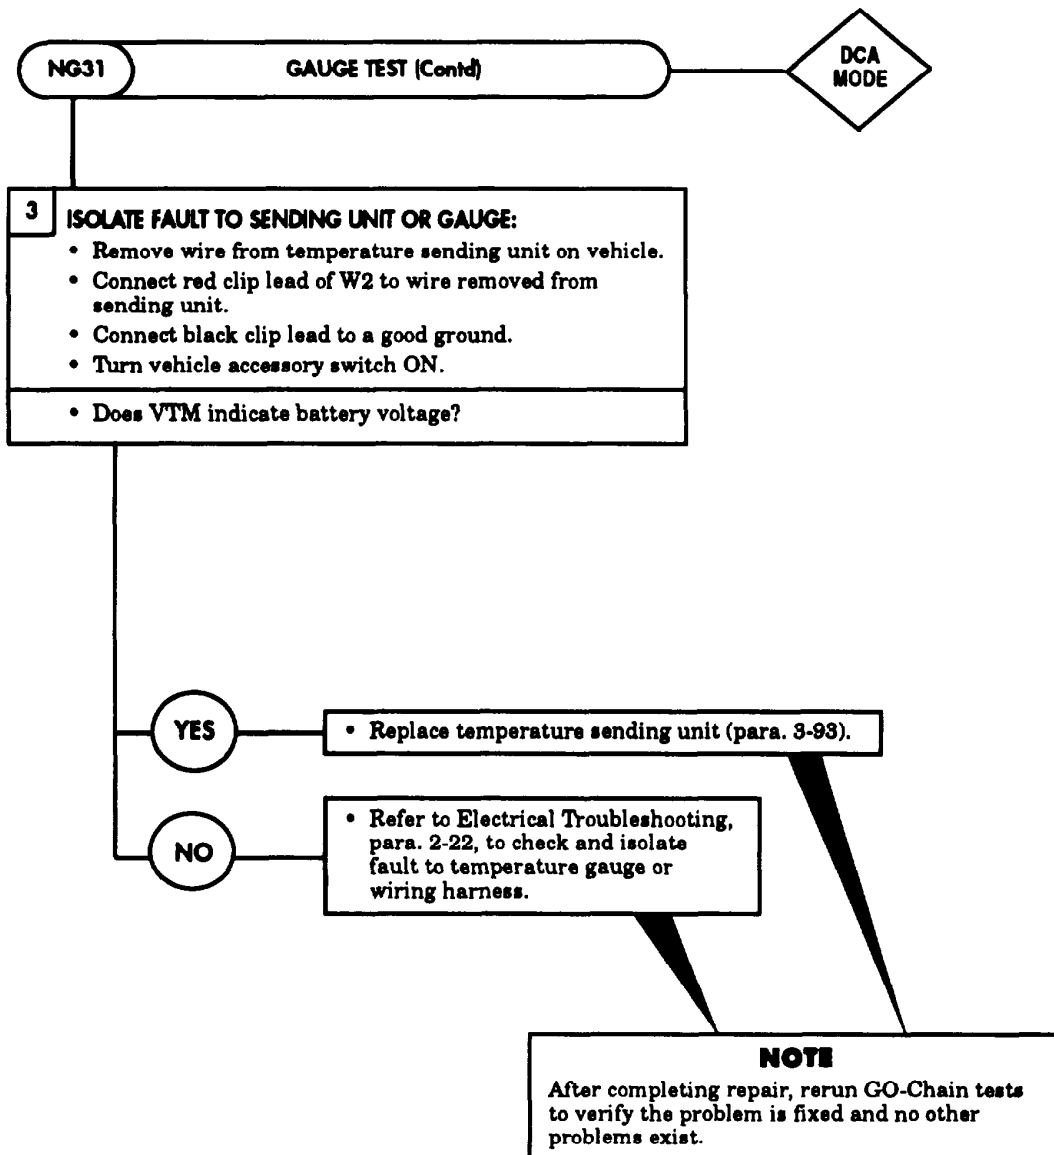 NG31 GAUGE TEST (Contd)
DCA
MODE
3 ISOLATE FAULT TO SENDING UNIT OR GAUGE:
• Remove wire from temperature sending unit on vehicle.
• Connect red clip lead of W2 to wire removed from
sending unit.
• Connect black clip lead to a good ground.
• Turn vehicle accessory switch ON.
• Does VTM indicate battery voltage?
YES
• Replace temperature sending unit (para. 3-93).
NO
• Refer to Electrical Troubleshooting,
para. 2-22, to check and isolate
fault to temperature gauge or
wiring harness.
NOTE
After completing repair, rerun GO-Chain tests
to verify the problem is fixed and no other
problems exist.